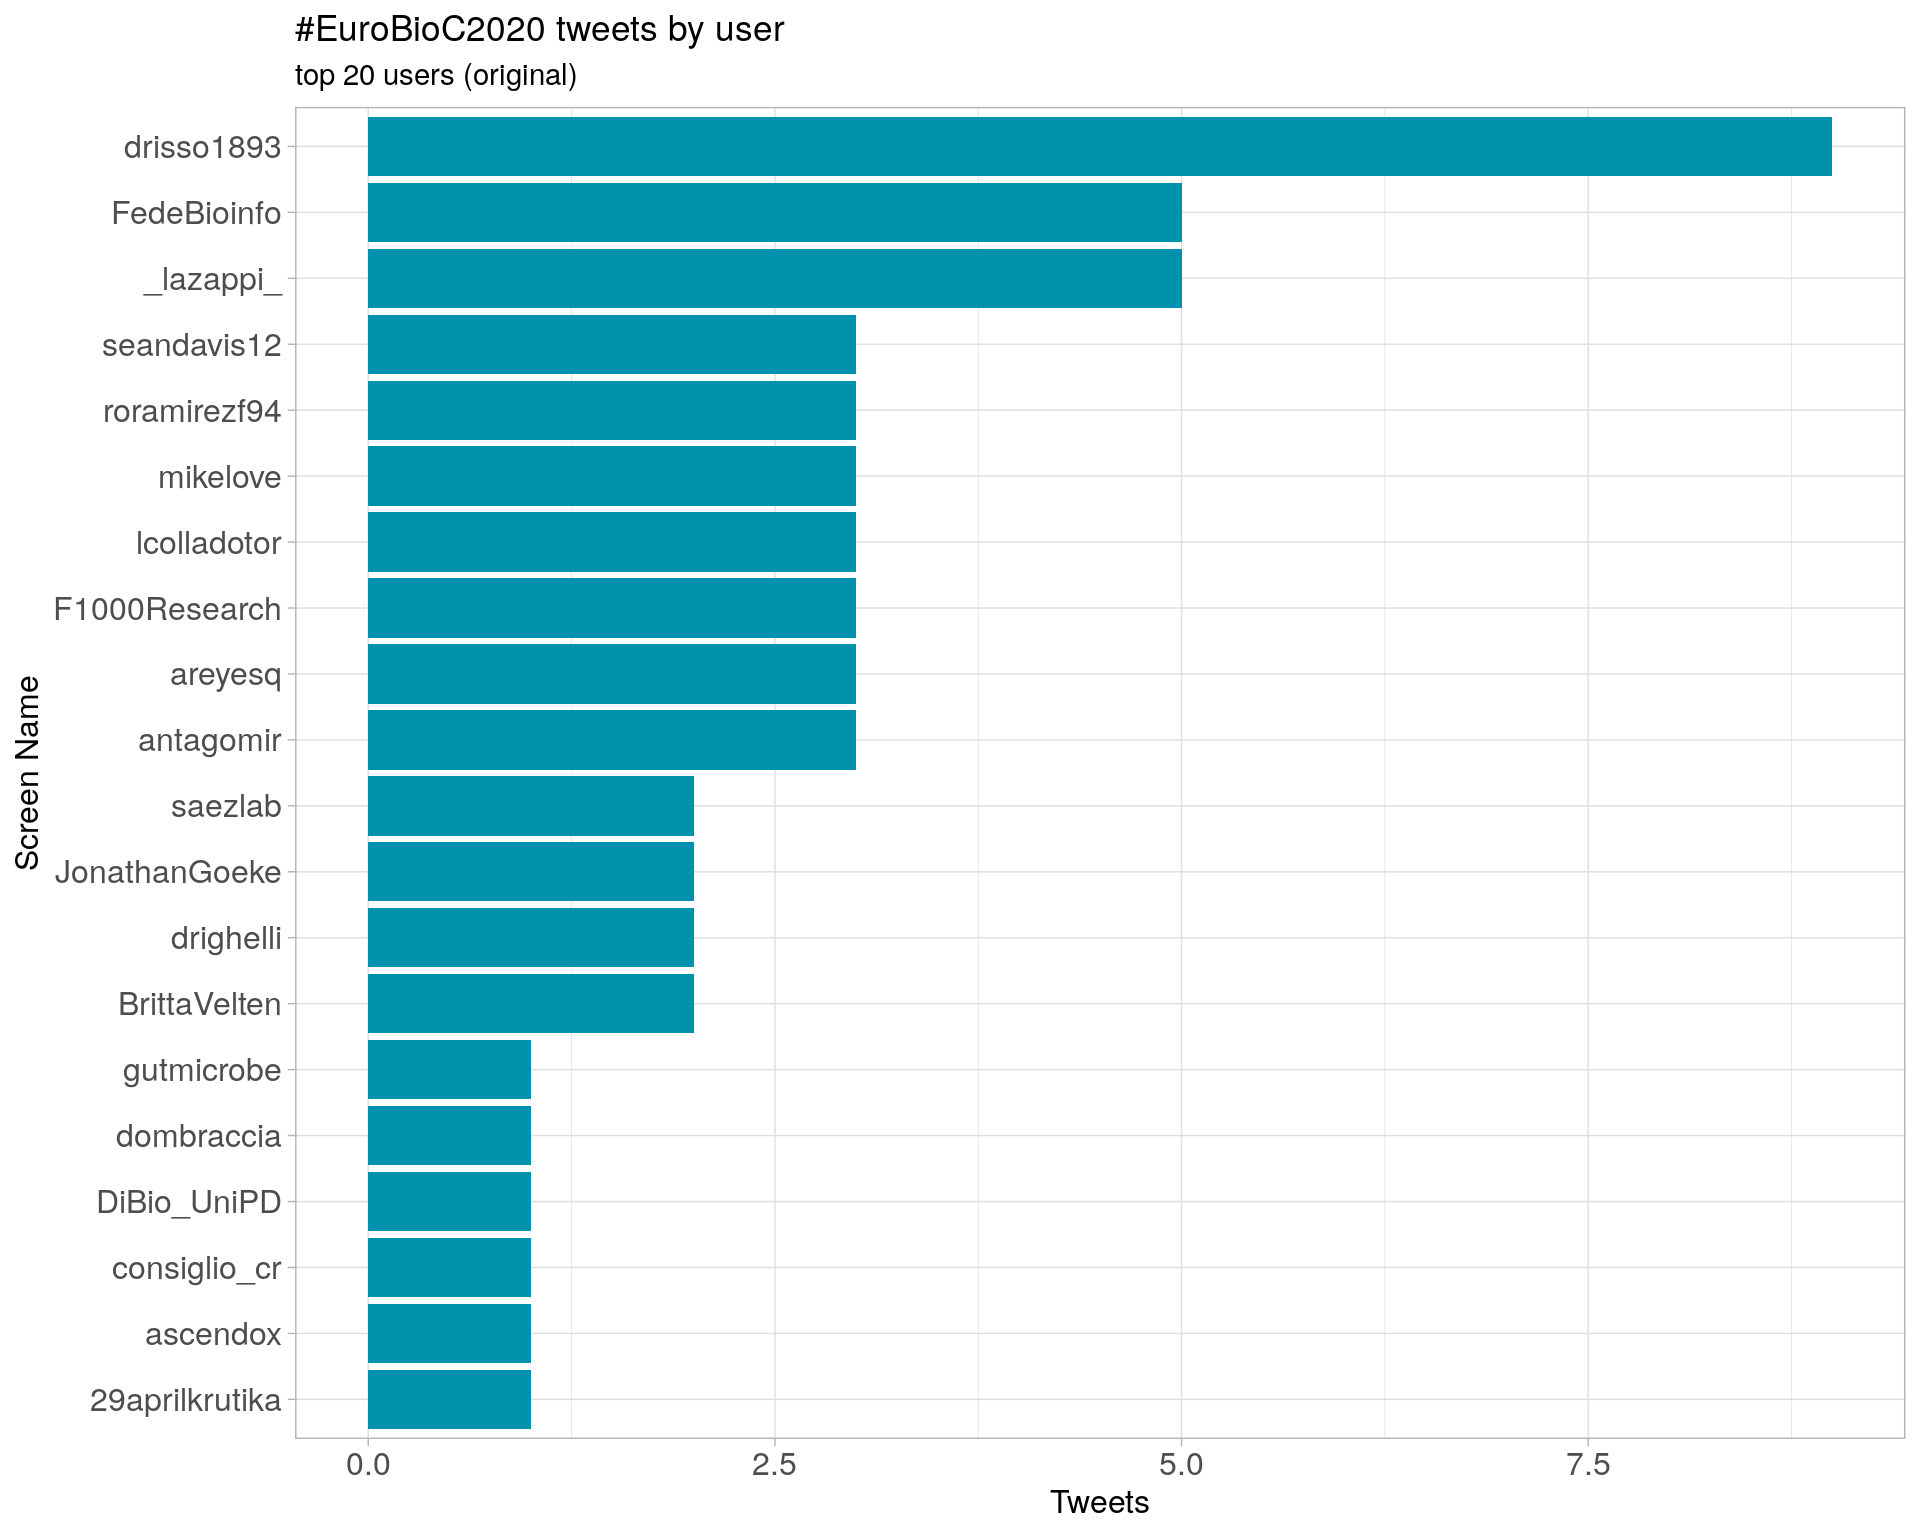 #EuroBioC2020 tweets by user
top 20 users (original)
drisso1893
FedeBioinfo
_lazappi_
seandavis12
roramirezf94
mikelove
lcolladotor
F1000Research
areyesq
antagomir
saezlab
JonathanGoeke
drighelli
BrittaVelten
gutmicrobe
dombraccia
DiBio_UniPD
consiglio_cr
ascendox
29aprilkrutika
Screen Name
0.0 2.5 5.0 7.5
Tweets